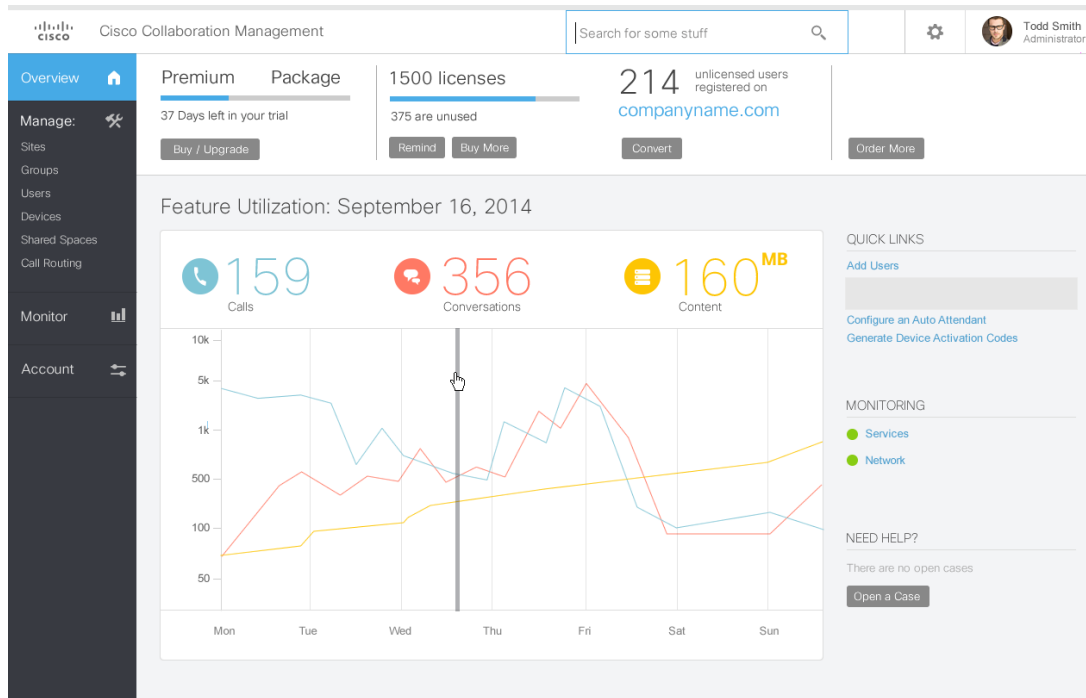 CISCO
Cisco Collaboration Management
Search for some stuff
Todd Smith
Administrator
Overview
Manage:
Sites
Groups
Users
Devices
Shared Spaces
Call Routing
Monitor
Account
Premium Package
37 Days left in your trial
Buy / Upgrade
1500 licenses
375 are unused
Remind
Buy More
214
unlicensed users
registered on
companyname.com
Convert
Order More
Feature Utilization: September 16, 2014
159
Calls
356
Conversations
160 MB
Content
10k
5k
1k
500
100
50
Mon Tue Wed Thu Fri Sat Sun
QUICK LINKS
Add Users
Configure an Auto Attendant
Generate Device Activation Codes
MONITORING
Services
Network
NEED HELP?
There are no open cases
Open a Case